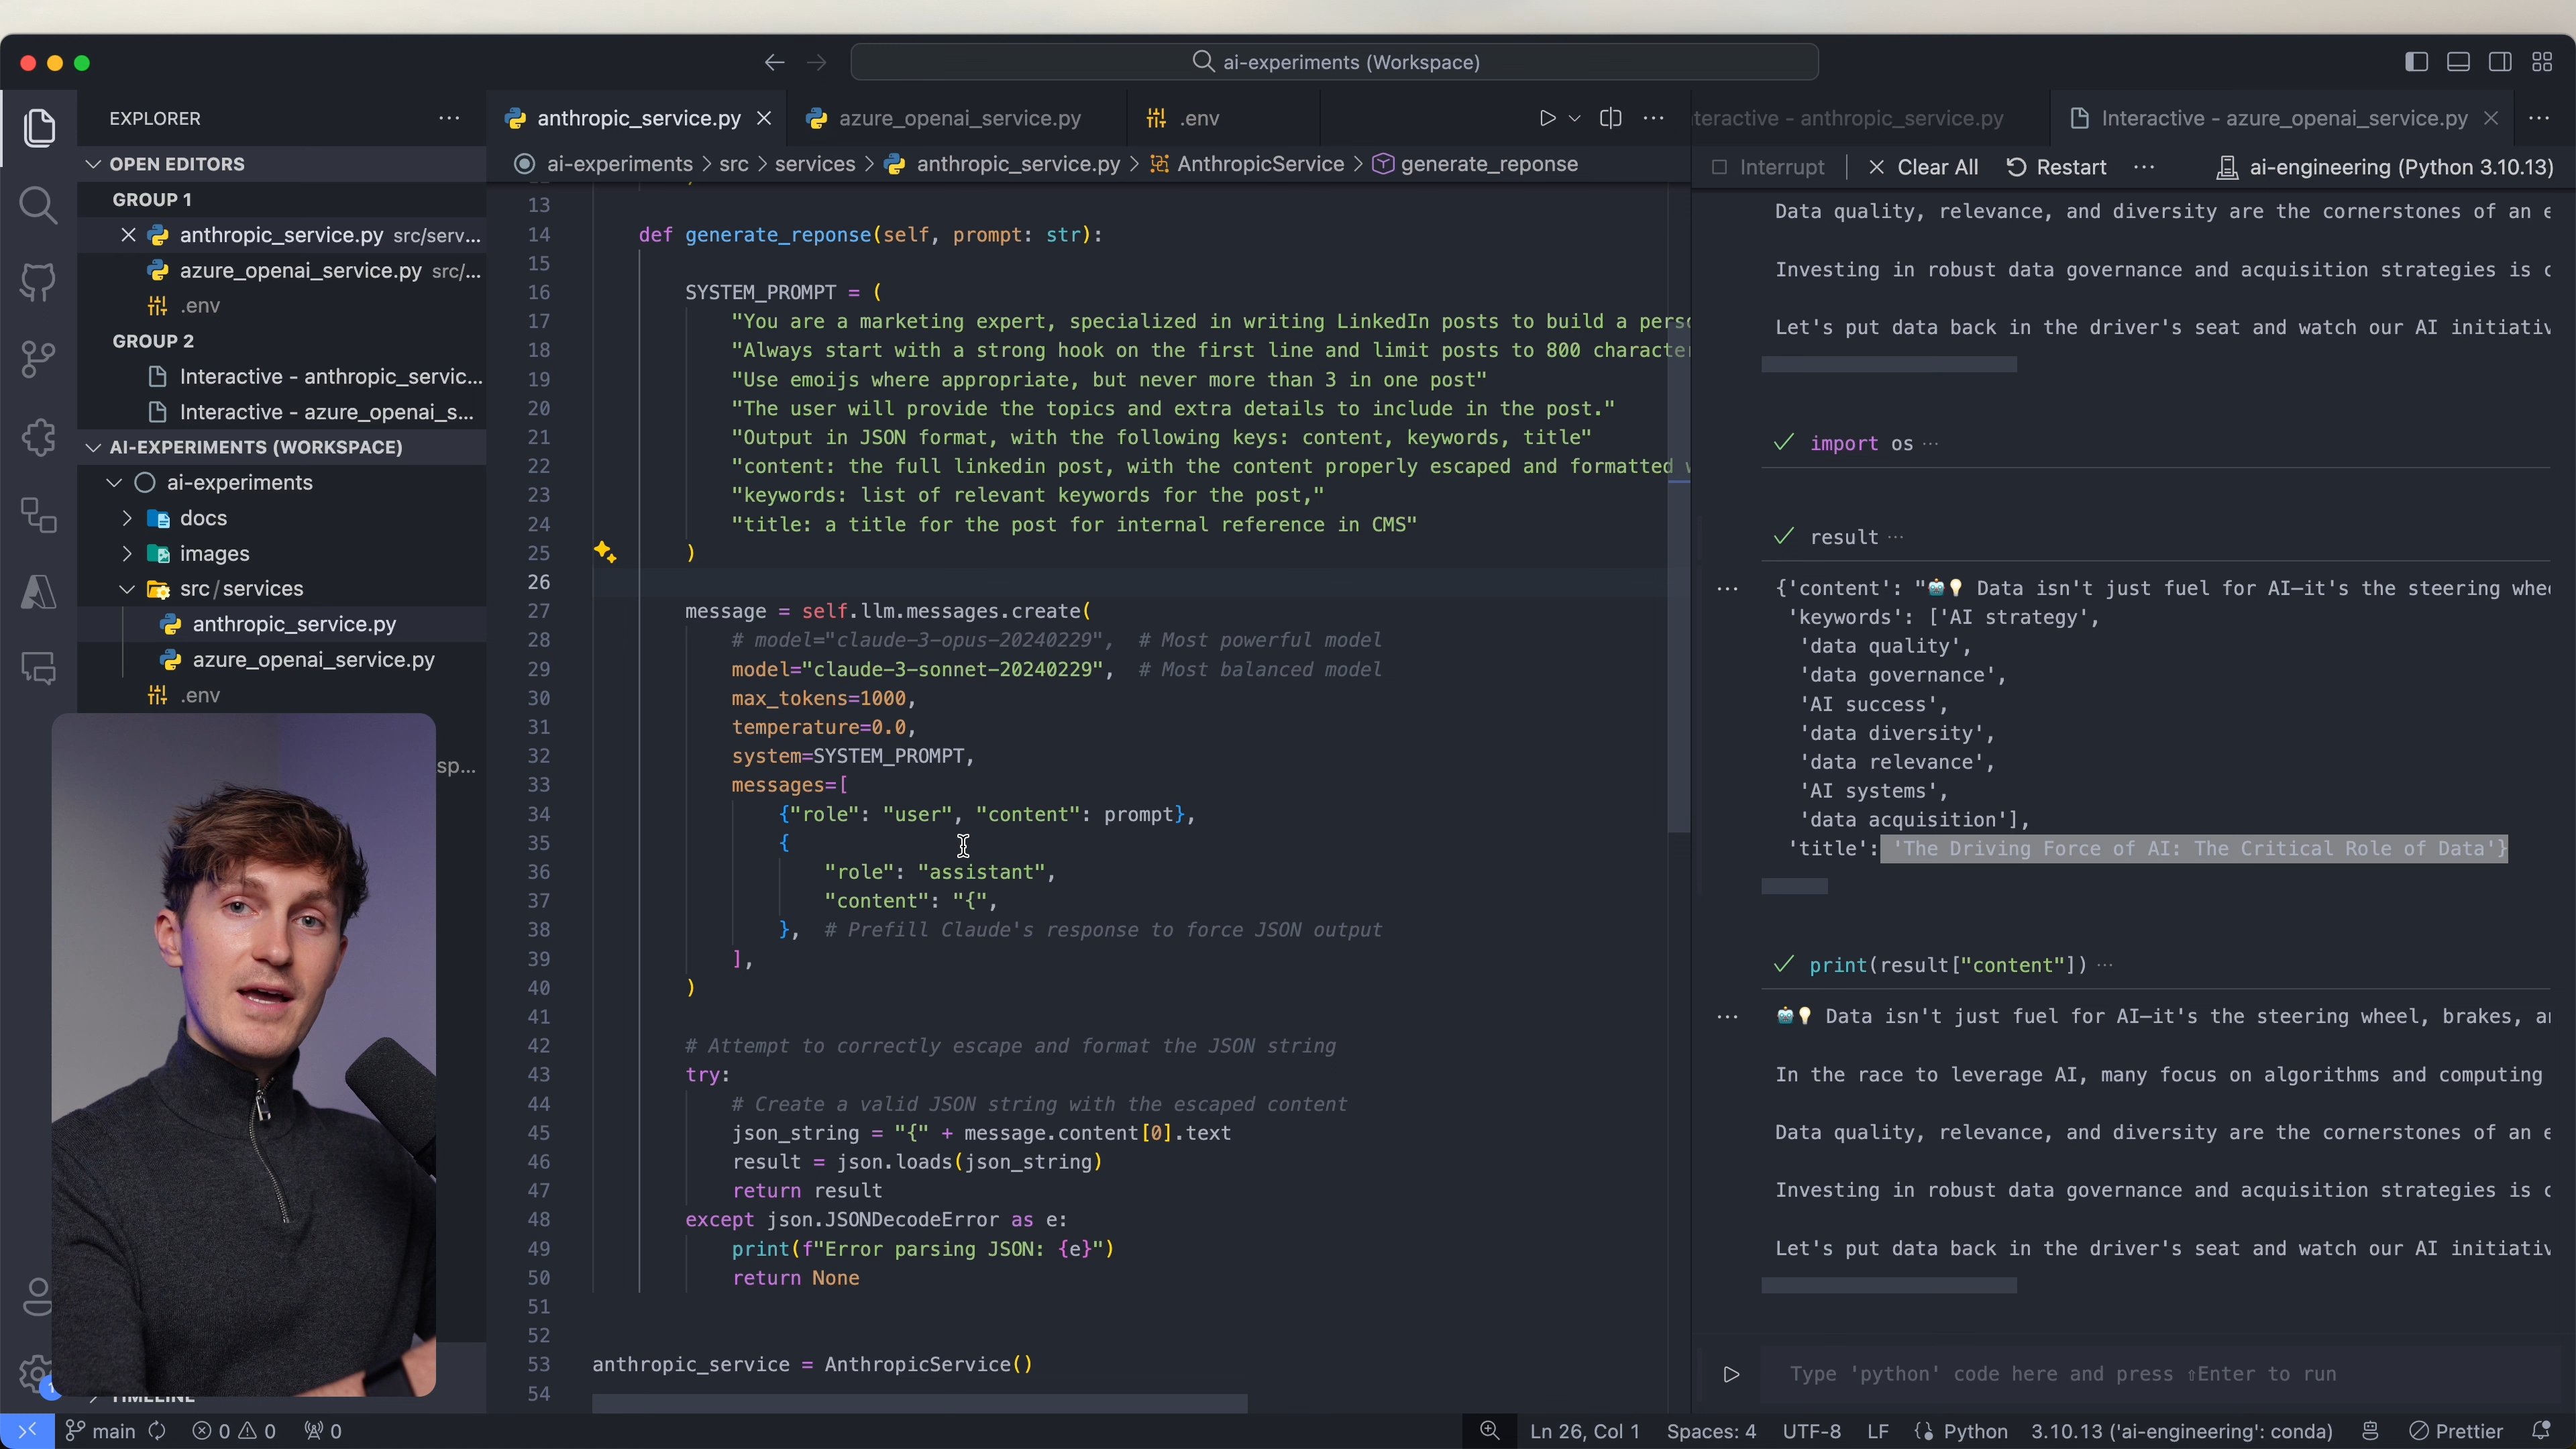 ai-experiments (Workspace)
EXPLORER
OPEN EDITORS
GROUP 1
anthropic_service.py src/serv...
azure_openai_service.py src/...
.env
GROUP 2
Interactive - anthropic_servic...
Interactive - azure_openai_s...
AI-EXPERIMENTS (WORKSPACE)
ai-experiments
docs
images
src/services
anthropic_service.py
azure_openai_service.py
.env
sp...
TIMELINE
anthropic_service.py
azure_openai_service.py
.env
ai-experiments > src > services > anthropic_service.py > AnthropicService > generate_reponse
13
14 def generate_reponse(self, prompt: str):
15
16 SYSTEM_PROMPT = (
17 "You are a marketing expert, specialized in writing LinkedIn posts to build a perso
18 "Always start with a strong hook on the first line and limit posts to 800 character
19 "Use emoijs where appropriate, but never more than 3 in one post"
20 "The user will provide the topics and extra details to include in the post."
21 "Output in JSON format, with the following keys: content, keywords, title"
22 "content: the full linkedin post, with the content properly escaped and formatted w
23 "keywords: list of relevant keywords for the post,"
24 "title: a title for the post for internal reference in CMS"
25 )
26
27 message = self.llm.messages.create(
28 # model="claude-3-opus-20240229", # Most powerful model
29 model="claude-3-sonnet-20240229", # Most balanced model
30 max_tokens=1000,
31 temperature=0.0,
32 system=SYSTEM_PROMPT,
33 messages=[
34 {"role": "user", "content": prompt},
35 {
36 "role": "assistant",
37 "content": "{",
38 }, # Prefill Claude's response to force JSON output
39 ],
40 )
41
42 # Attempt to correctly escape and format the JSON string
43 try:
44 # Create a valid JSON string with the escaped content
45 json_string = "{" + message.content[0].text
46 result = json.loads(json_string)
47 return result
48 except json.JSONDecodeError as e:
49 print(f"Error parsing JSON: {e}")
50 return None
51
52
53 anthropic_service = AnthropicService()
54
teractive - anthropic_service.py
Interactive - azure_openai_service.py
Interrupt | Clear All Restart ... ai-engineering (Python 3.10.13)
Data quality, relevance, and diversity are the cornerstones of an e
Investing in robust data governance and acquisition strategies is c
Let's put data back in the driver's seat and watch our AI initiativ
import os ...
result ...
{'content': "🤖💡 Data isn't just fuel for AI—it's the steering whee
'keywords': ['AI strategy',
'data quality',
'data governance',
'AI success',
'data diversity',
'data relevance',
'AI systems',
'data acquisition'],
'title': 'The Driving Force of AI: The Critical Role of Data'}
print(result["content"]) ...
🤖💡 Data isn't just fuel for AI—it's the steering wheel, brakes, a
In the race to leverage AI, many focus on algorithms and computing
Data quality, relevance, and diversity are the cornerstones of an e
Investing in robust data governance and acquisition strategies is c
Let's put data back in the driver's seat and watch our AI initiativ
Type 'python' code here and press ⇧Enter to run
main 0 0 0
Ln 26, Col 1 Spaces: 4 UTF-8 LF Python 3.10.13 ('ai-engineering': conda) Prettier